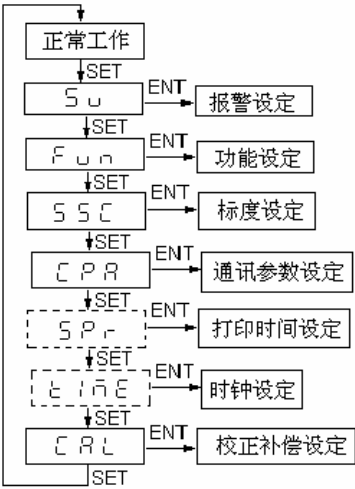 正常工作
SET
Su ENT 报警设定
SET
Fun ENT 功能设定
SET
SSC ENT 标度设定
SET
CPA ENT 通讯参数设定
SET
SPr ENT 打印时间设定
SET
tIME ENT 时钟设定
SET
CAL ENT 校正补偿设定
SET